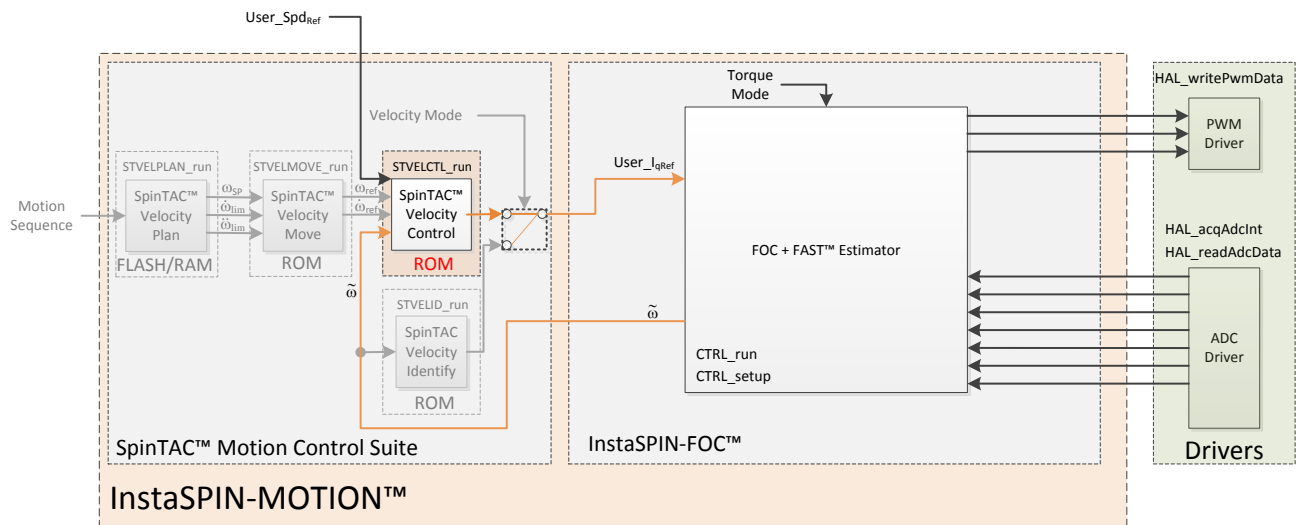 User_SpdRef
Torque
Mode
HAL_writePwmData
PWM
Driver
Velocity Mode
STVELPLAN_run
SpinTAC™
Velocity
Plan
FLASH/RAM
ωSP
ω̇lim
ω̈lim
STVELMOVE_run
SpinTAC™
Velocity
Move
ROM
ωref
ω̇ref
STVELCTL_run
SpinTAC™
Velocity
Control
ROM
User_IqRef
Motion
Sequence
FOC + FAST™ Estimator
HAL_acqAdcInt
HAL_readAdcData
ADC
Driver
ω̃
STVELID_run
SpinTAC
Velocity
Identify
ROM
ω̃
CTRL_run
CTRL_setup
SpinTAC™ Motion Control Suite
InstaSPIN-FOC™
Drivers
InstaSPIN-MOTION™